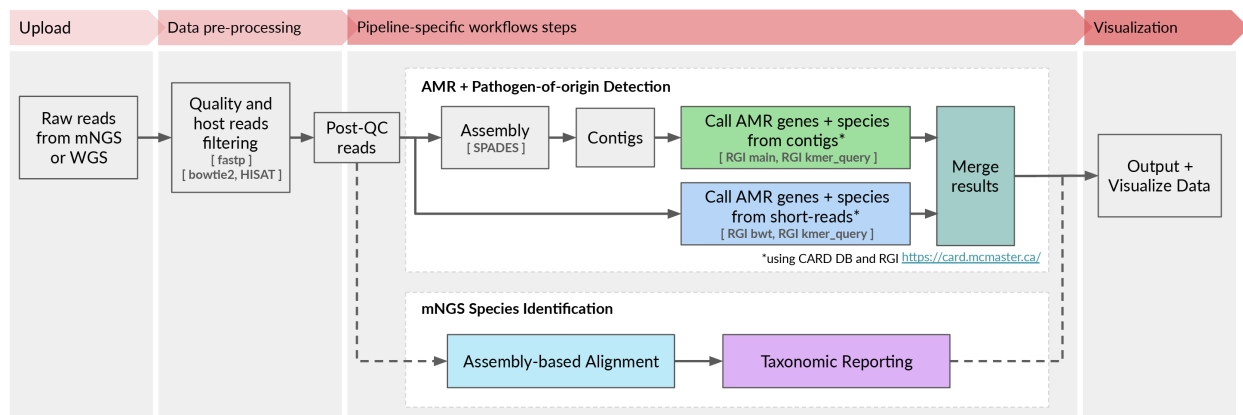 Upload
Data pre-processing
Pipeline-specific workflows steps
Visualization
Raw reads
from mNGS
or WGS
Quality and
host reads
filtering
[ fastp ]
[ bowtie2, HISAT ]
Post-QC
reads
AMR + Pathogen-of-origin Detection
Assembly
[ SPADES ]
Contigs
Call AMR genes + species
from contigs*
[ RGI main, RGI kmer_query ]
Call AMR genes + species
from short-reads*
[ RGI bwt, RGI kmer_query ]
Merge
results
*using CARD DB and RGI https://card.mcmaster.ca/
Output +
Visualize Data
mNGS Species Identification
Assembly-based Alignment
Taxonomic Reporting